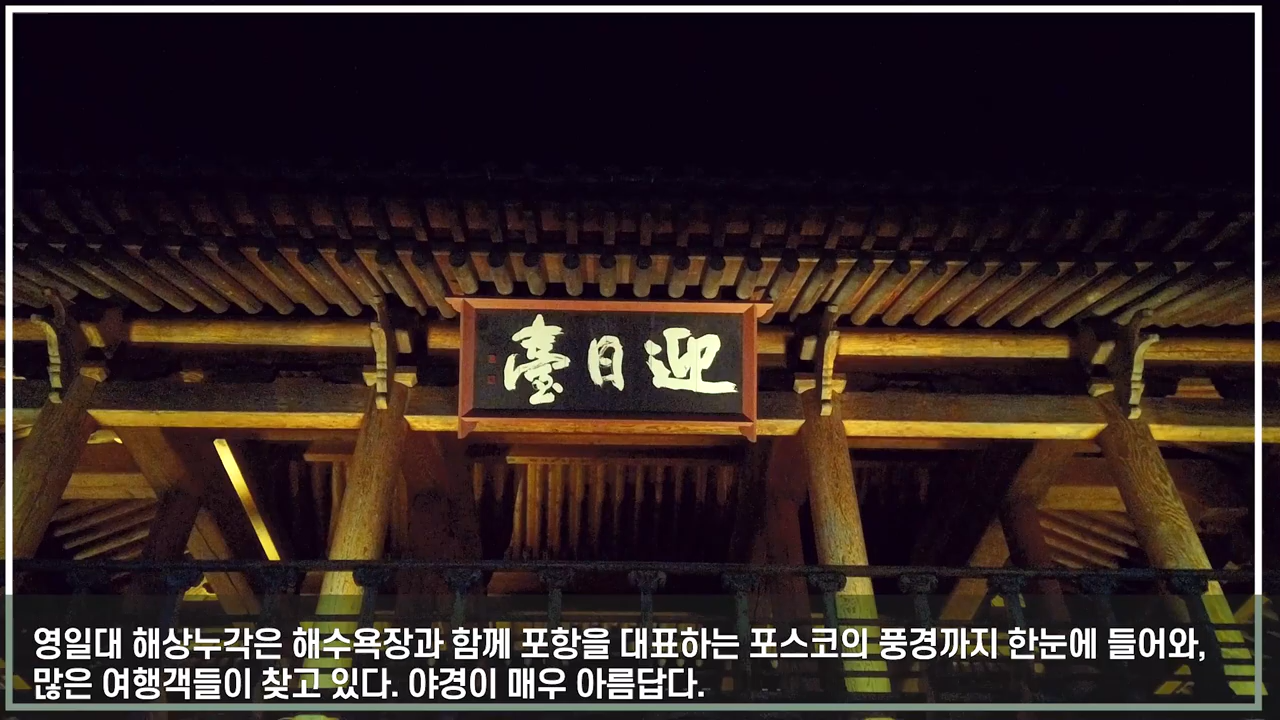 臺日迎
영일대 해상누각은 해수욕장과 함께 포항을 대표하는 포스코의 풍경까지 한눈에 들어와,
많은 여행객들이 찾고 있다. 야경이 매우 아름답다.